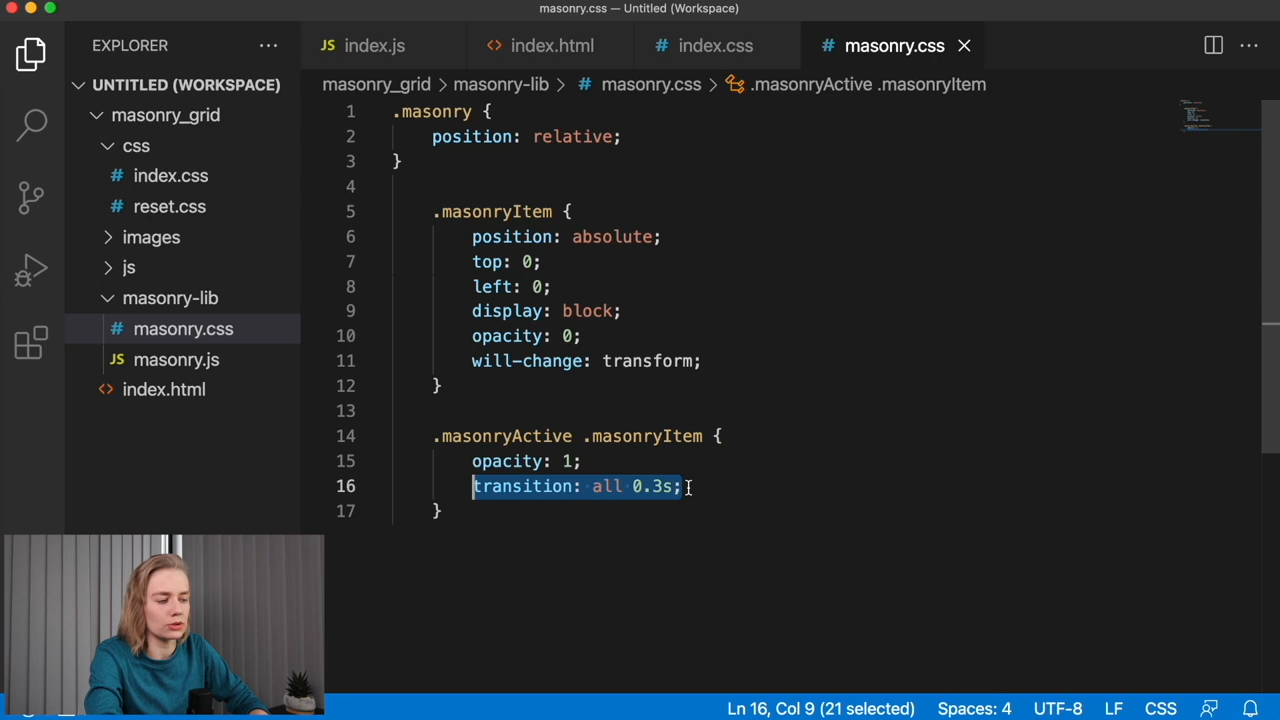 masonry.css — Untitled (Workspace)
EXPLORER
UNTITLED (WORKSPACE)
masonry_grid
css
# index.css
# reset.css
images
js
masonry-lib
# masonry.css
JS masonry.js
<> index.html
JS index.js
<> index.html
# index.css
# masonry.css
masonry_grid > masonry-lib > # masonry.css > .masonryActive .masonryItem
1 .masonry {
2 position: relative;
3 }
4
5 .masonryItem {
6 position: absolute;
7 top: 0;
8 left: 0;
9 display: block;
10 opacity: 0;
11 will-change: transform;
12 }
13
14 .masonryActive .masonryItem {
15 opacity: 1;
16 transition: all 0.3s;
17 }
Ln 16, Col 9 (21 selected) Spaces: 4 UTF-8 LF CSS